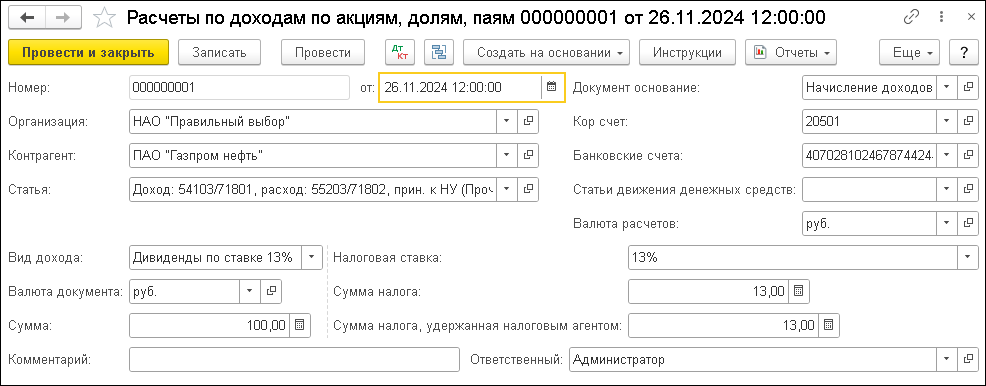 Расчеты по доходам по акциям, долям, паям 000000001 от 26.11.2024 12:00:00
Провести и закрыть Записать Провести Дт Кт Создать на основании Инструкции Отчеты Еще ?
Номер: 000000001 от: 26.11.2024 12:00:00 Документ основание: Начисление доходов
Организация: НАО "Правильный выбор" Кор счет: 20501
Контрагент: ПАО "Газпром нефть" Банковские счета: 407028102467874424
Статья: Доход: 54103/71801, расход: 55203/71802, прин. к НУ (Проч Статьи движения денежных средств:
Валюта расчетов: руб.
Вид дохода: Дивиденды по ставке 13% Налоговая ставка: 13%
Валюта документа: руб. Сумма налога: 13,00
Сумма: 100,00 Сумма налога, удержанная налоговым агентом: 13,00
Комментарий: Ответственный: Администратор